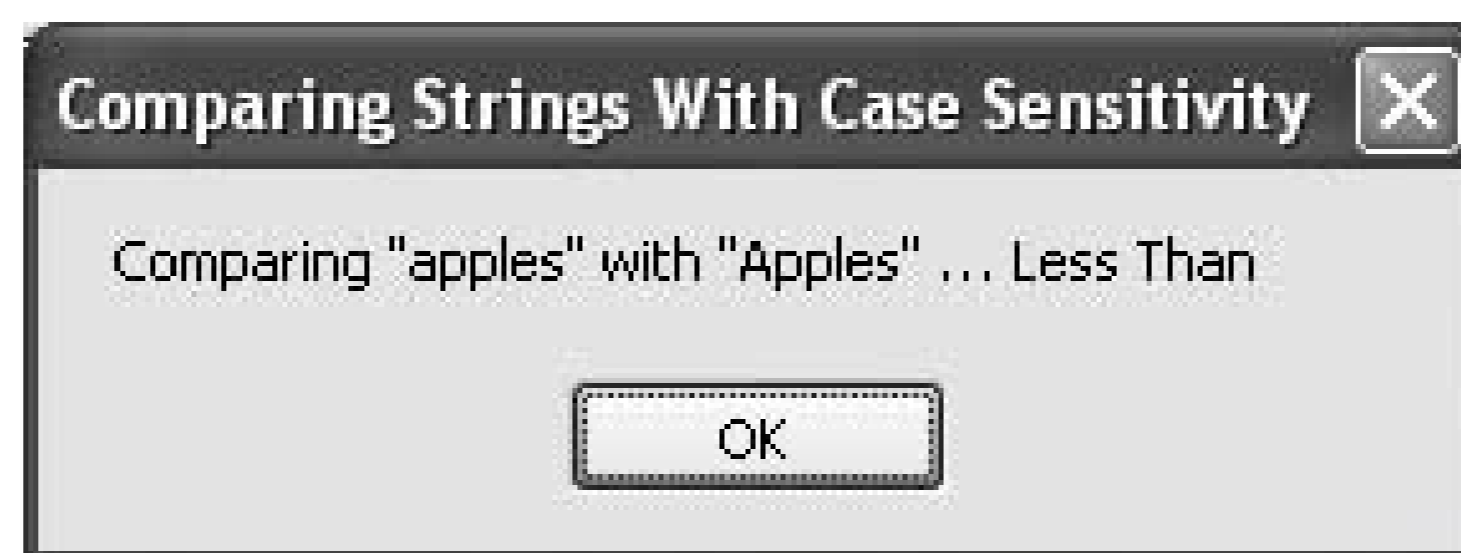 Comparing Strings With Case Sensitivity
Comparing "apples" with "Apples" ... Less Than
OK